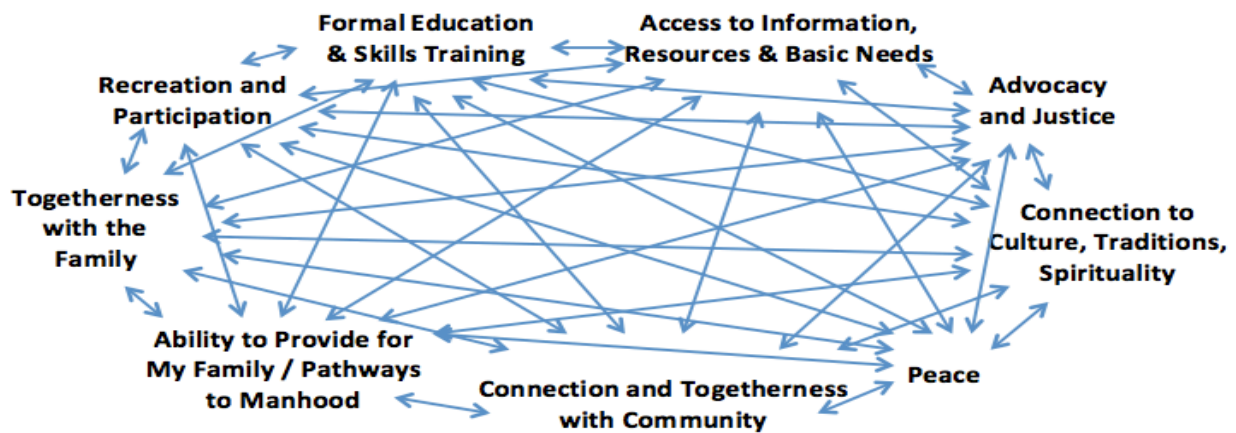 Formal Education
& Skills Training
Access to Information,
Resources & Basic Needs
Recreation and
Participation
Advocacy
and Justice
Togetherness
with the
Family
Connection to
Culture, Traditions,
Spirituality
Ability to Provide for
My Family / Pathways
to Manhood
Connection and Togetherness
with Community
Peace